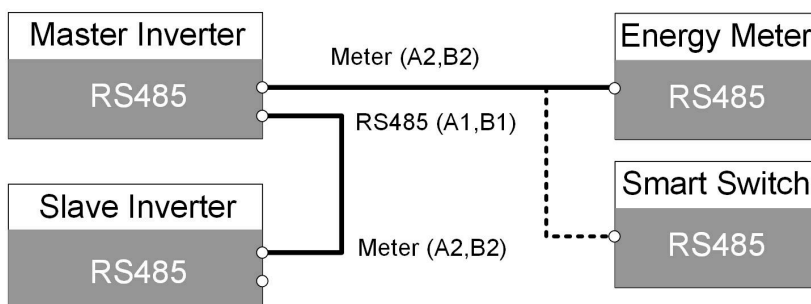 Master Inverter
RS485
Meter (A2,B2)
Energy Meter
RS485
RS485 (A1,B1)
Slave Inverter
RS485
Meter (A2,B2)
Smart Switch
RS485